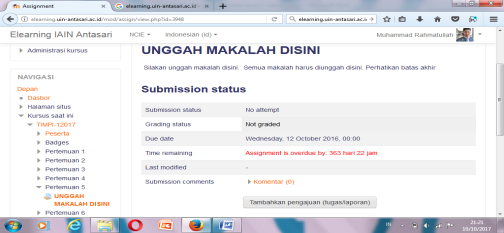 Assignment
elearning.uin-antasari.ac.id
elearning.uin-antasari.ac.id/mod/assign/view.php?id=3948
elearning.uin-antasari.ac.i
Elearning IAIN Antasari
NCIE
Indonesian (id)
Muhammad Rahmatullah
Administrasi kursus
NAVIGASI
Depan
Dasbor
Halaman situs
Kursus saat ini
TIMPI-12017
Peserta
Badges
Pertemuan 1
Pertemuan 2
Pertemuan 3
Pertemuan 4
Pertemuan 5
UNGGAH
MAKALAH DISINI
Pertemuan 6
UNGGAH MAKALAH DISINI
Silakan unggah makalah disini. Semua makalah harus diunggah disini. Perhatikan batas akhir
Submission status
Submission status No attempt
Grading status Not graded
Due date Wednesday, 12 October 2016, 00:00
Time remaining Assignment is overdue by: 363 hari 22 jam
Last modified -
Submission comments Komentar (0)
Tambahkan pengajuan (tugas/laporan)
IN
21:21
10/10/2017